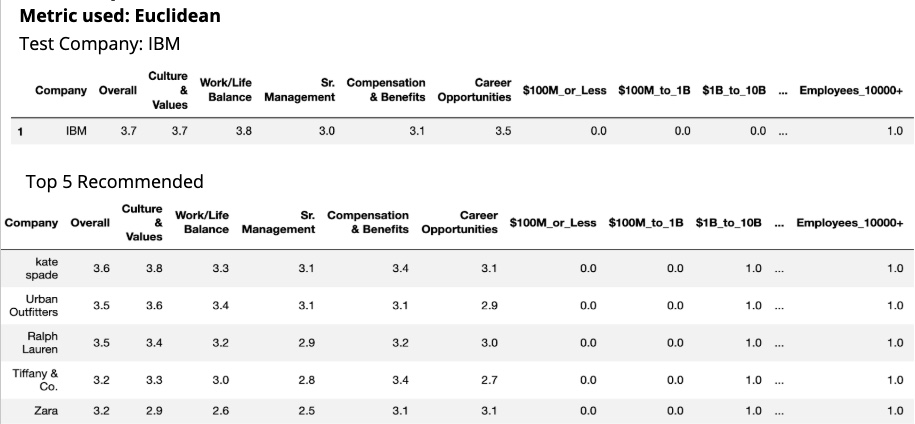 Metric used: Euclidean
Test Company: IBM
Company Overall Culture & Values Work/Life Balance Sr. Management Compensation & Benefits Career Opportunities $100M_or_Less $100M_to_1B $1B_to_10B ... Employees_10000+
1 IBM 3.7 3.7 3.8 3.0 3.1 3.5 0.0 0.0 0.0 ... 1.0
Top 5 Recommended
Company Overall Culture & Values Work/Life Balance Sr. Management Compensation & Benefits Career Opportunities $100M_or_Less $100M_to_1B $1B_to_10B ... Employees_10000+
kate spade 3.6 3.8 3.3 3.1 3.4 3.1 0.0 0.0 1.0 ... 1.0
Urban Outfitters 3.5 3.6 3.4 3.1 3.1 2.9 0.0 0.0 1.0 ... 1.0
Ralph Lauren 3.5 3.4 3.2 2.9 3.2 3.0 0.0 0.0 1.0 ... 1.0
Tiffany & Co. 3.2 3.3 3.0 2.8 3.4 2.7 0.0 0.0 1.0 ... 1.0
Zara 3.2 2.9 2.6 2.5 3.1 3.1 0.0 0.0 1.0 ... 1.0